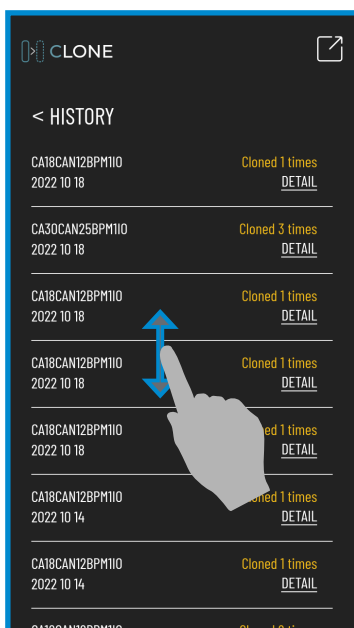 CLONE
< HISTORY
CA18CAN12BPM1IO Cloned 1 times
2022 10 18 DETAIL
CA30CAN25BPM1IO Cloned 3 times
2022 10 18 DETAIL
CA18CAN12BPM1IO Cloned 1 times
2022 10 18 DETAIL
CA18CAN12BPM1IO Cloned 1 times
2022 10 18 DETAIL
CA18CAN12BPM1IO 1 times
2022 10 18 DETAIL
CA18CAN12BPM1IO 1 times
2022 10 14 DETAIL
CA18CAN12BPM1IO Cloned 1 times
2022 10 14 DETAIL